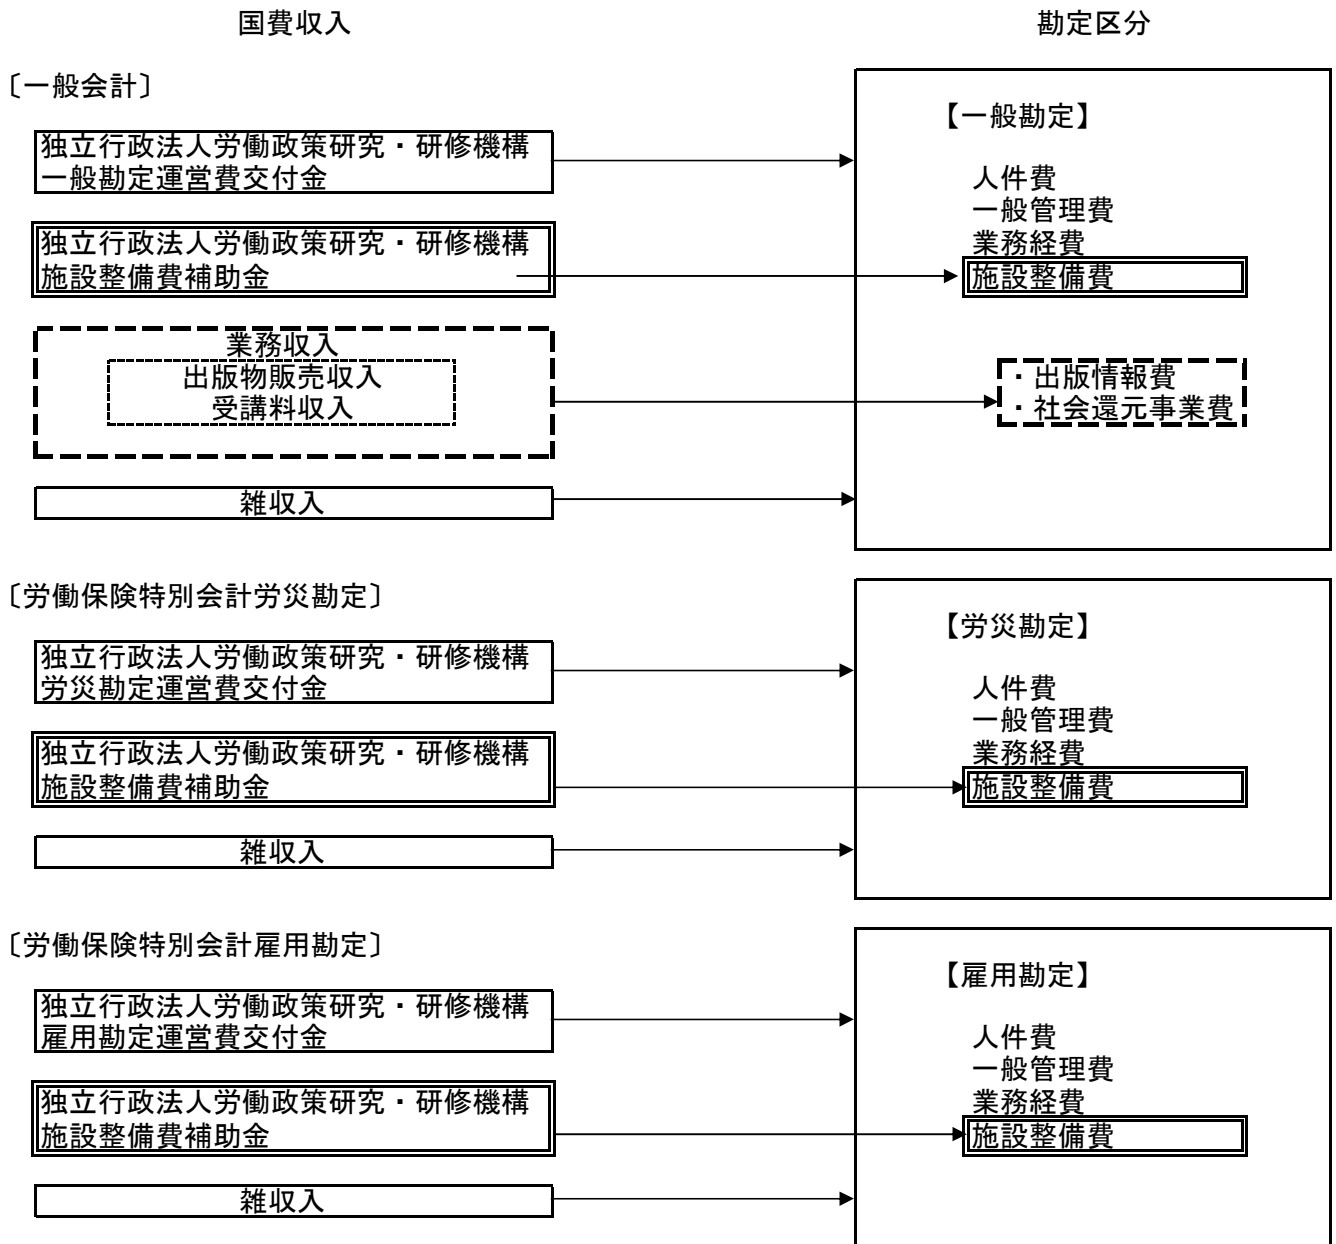 国費収入
勘定区分
〔一般会計〕
独立行政法人労働政策研究・研修機構
一般勘定運営費交付金
独立行政法人労働政策研究・研修機構
施設整備費補助金
業務収入
出版物販売収入
受講料収入
雑収入
【一般勘定】
人件費
一般管理費
業務経費
施設整備費
・出版情報費
・社会還元事業費
〔労働保険特別会計労災勘定〕
独立行政法人労働政策研究・研修機構
労災勘定運営費交付金
独立行政法人労働政策研究・研修機構
施設整備費補助金
雑収入
【労災勘定】
人件費
一般管理費
業務経費
施設整備費
〔労働保険特別会計雇用勘定〕
独立行政法人労働政策研究・研修機構
雇用勘定運営費交付金
独立行政法人労働政策研究・研修機構
施設整備費補助金
雑収入
【雇用勘定】
人件費
一般管理費
業務経費
施設整備費